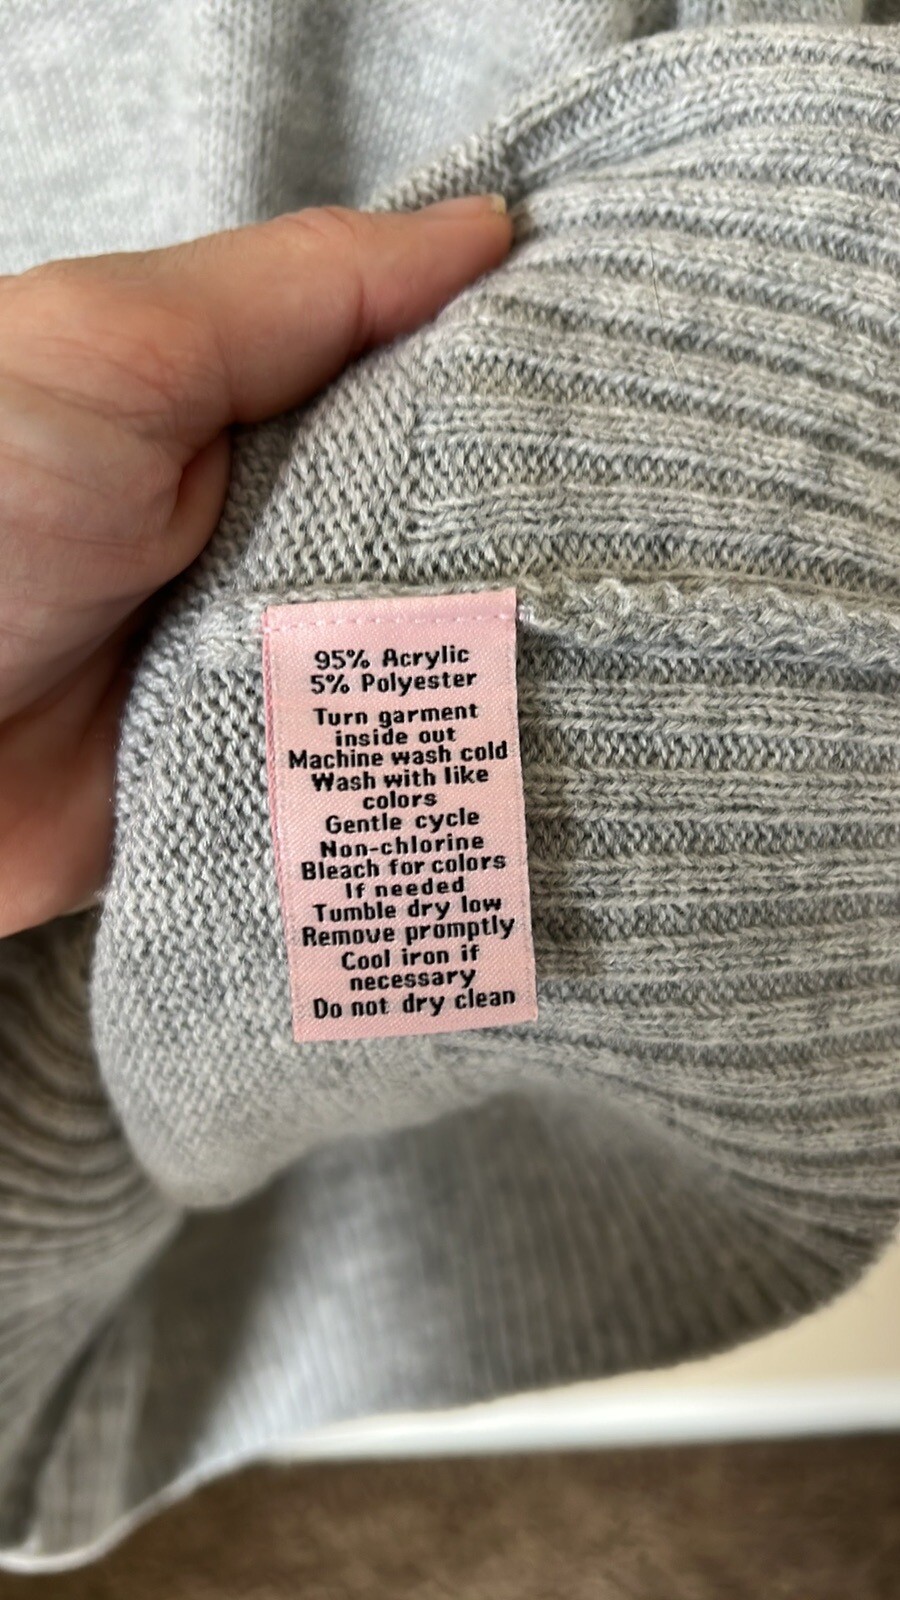 95% Acrylic
5% Polyester
Turn garment
inside out
Machine wash cold
Wash with like
colors
Gentle cycle
Non-chlorine
Bleach for colors
If needed
Tumble dry low
Remove promptly
Cool iron if
necessary
Do not dry clean